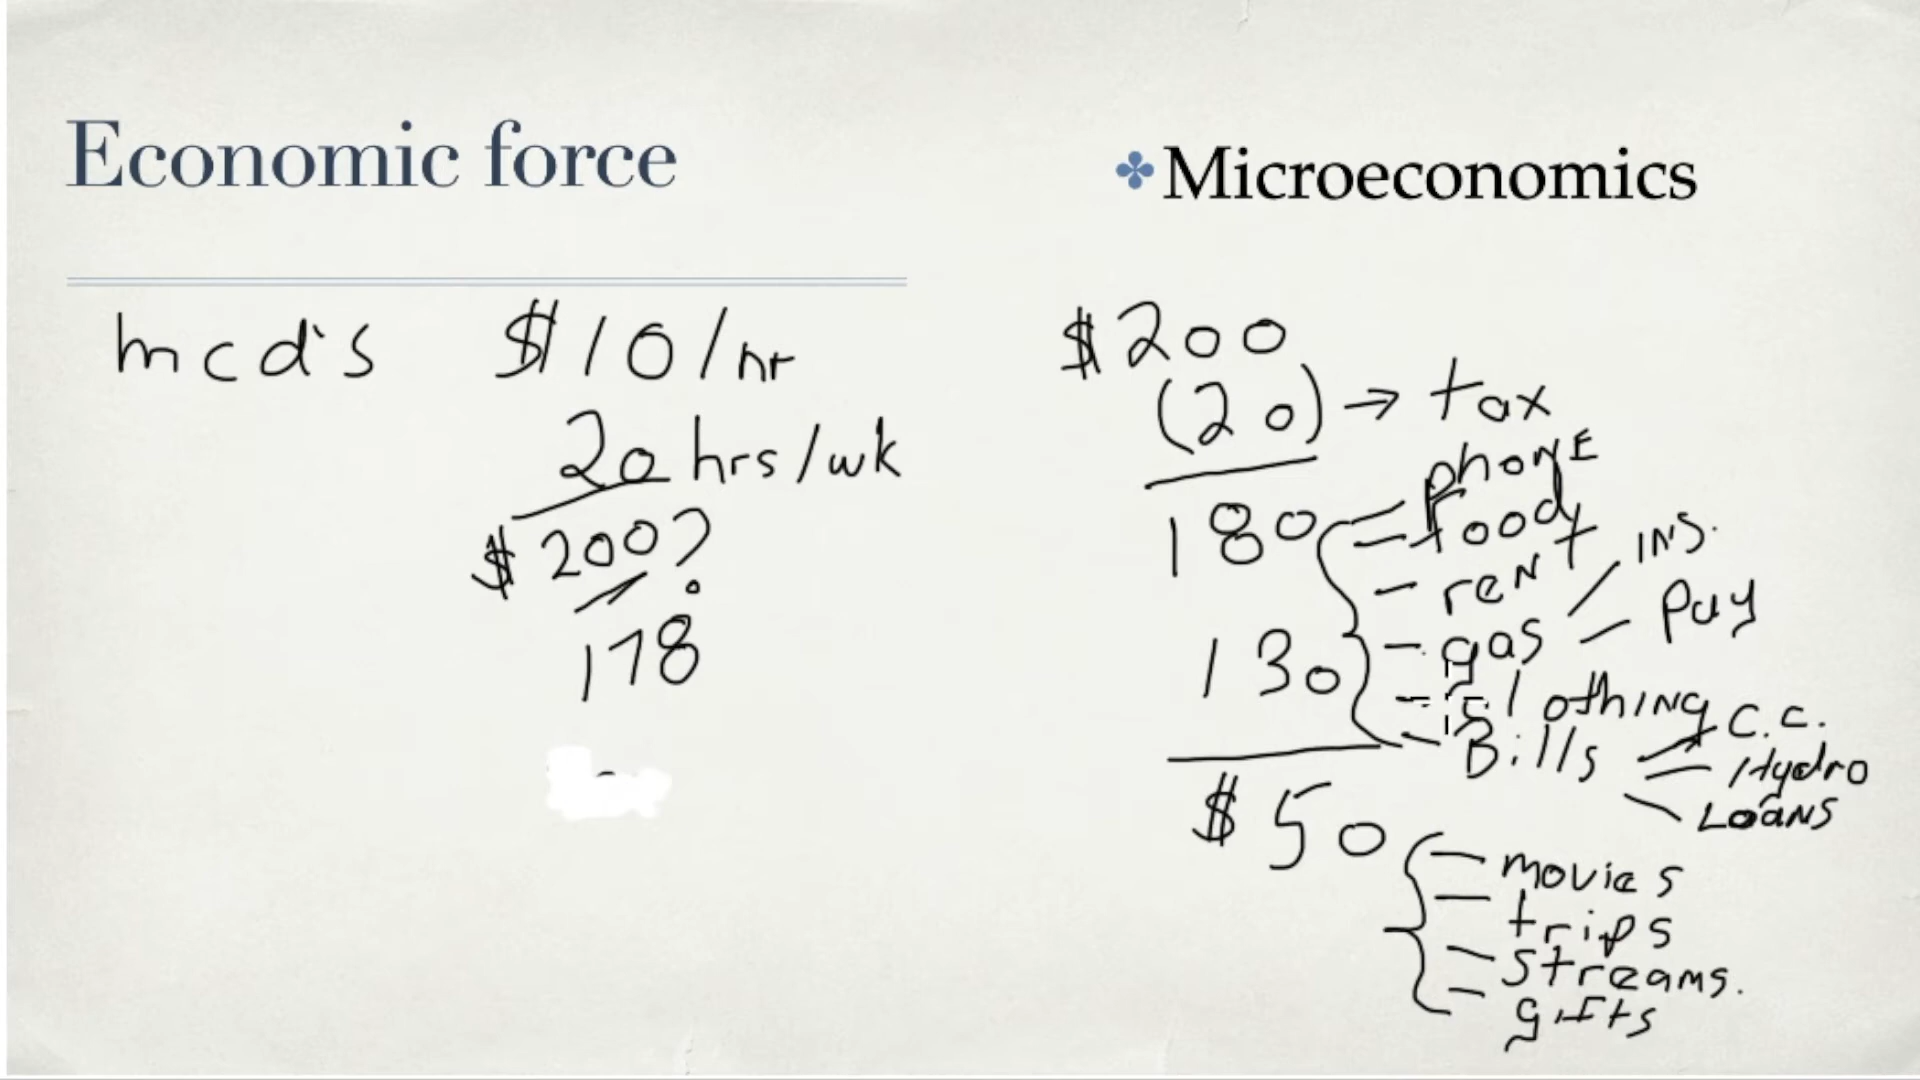 Economic force
mcd's $10/hr
20 hrs/wk
$200?
178
Microeconomics
$200
(20) → tax
180
phonE
food
reNt
gas
INS.
pay
130
clothiNg
Bills
C.C.
Hydro
LoaNS
$50
movies
trips
streams.
giFts